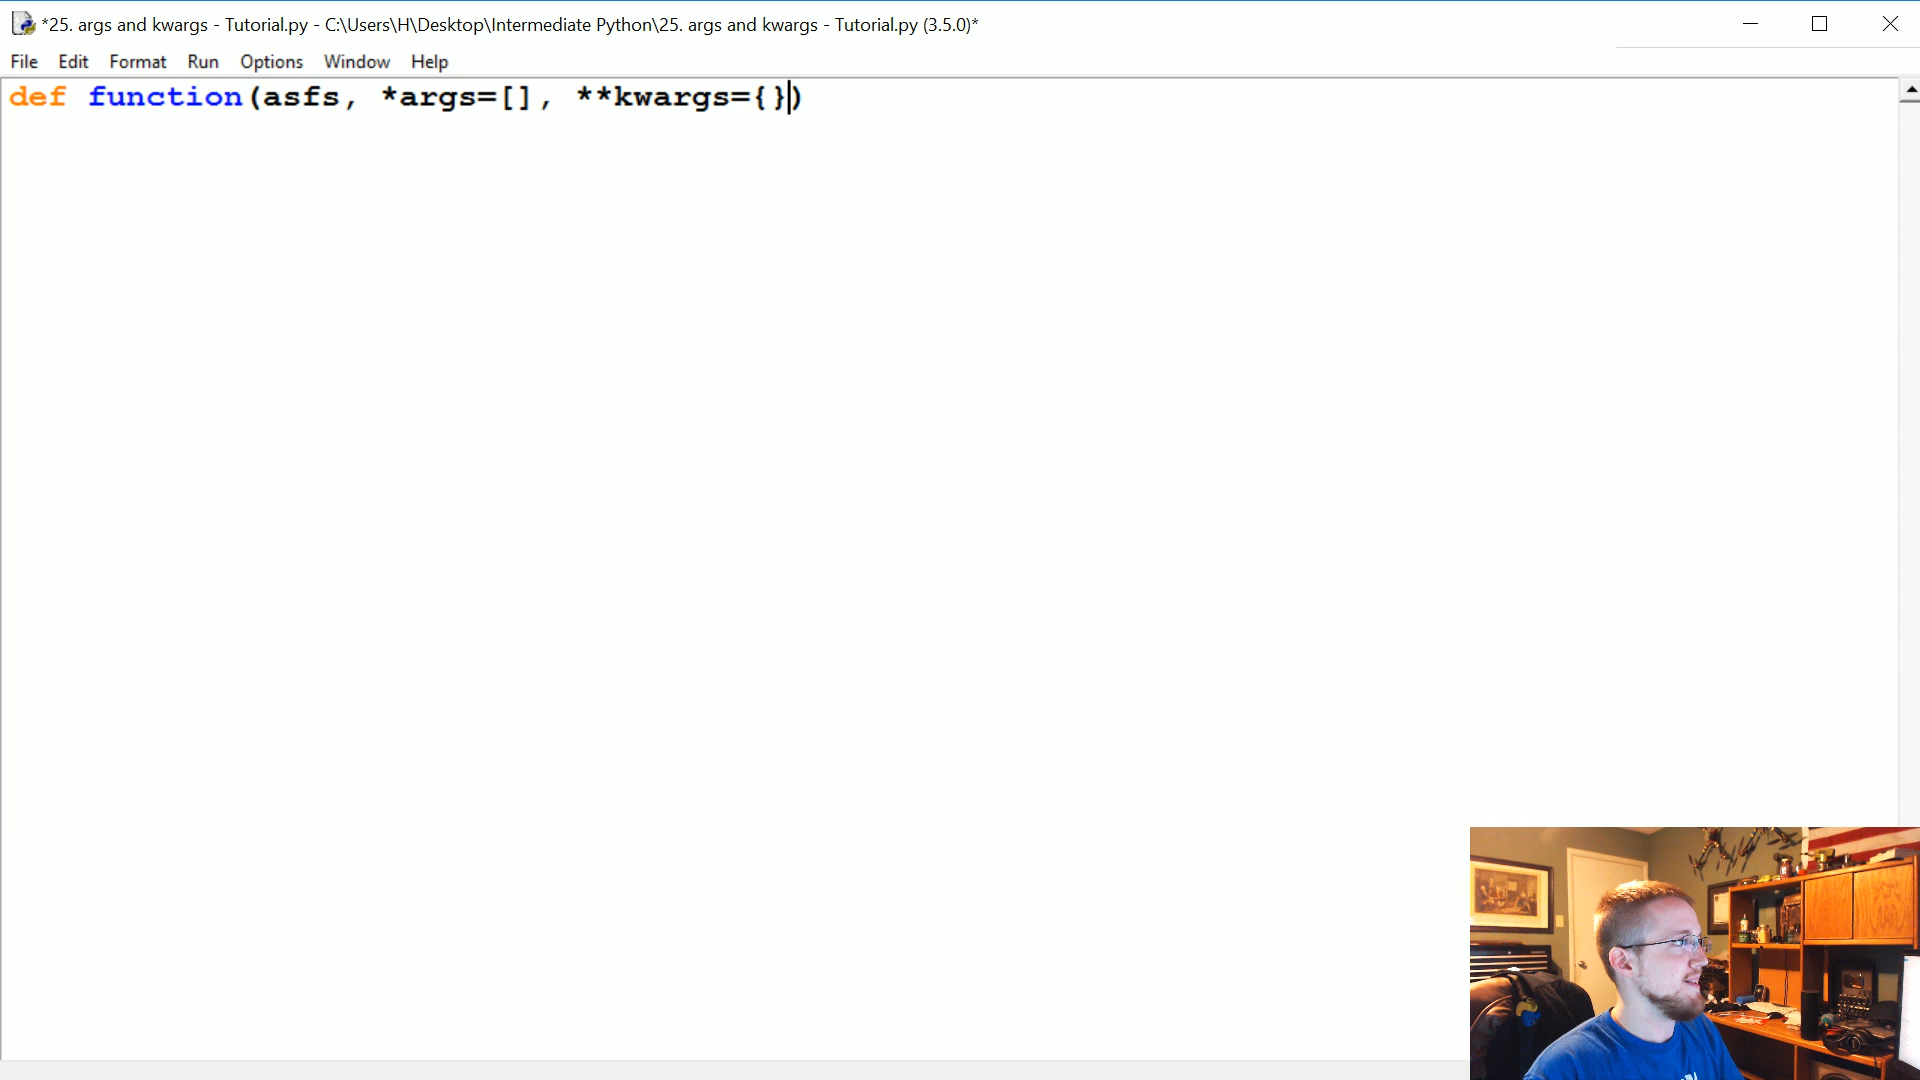 *25. args and kwargs - Tutorial.py - C:\Users\H\Desktop\Intermediate Python\25. args and kwargs - Tutorial.py (3.5.0)*
File Edit Format Run Options Window Help
def function(asfs, *args=[], **kwargs={})